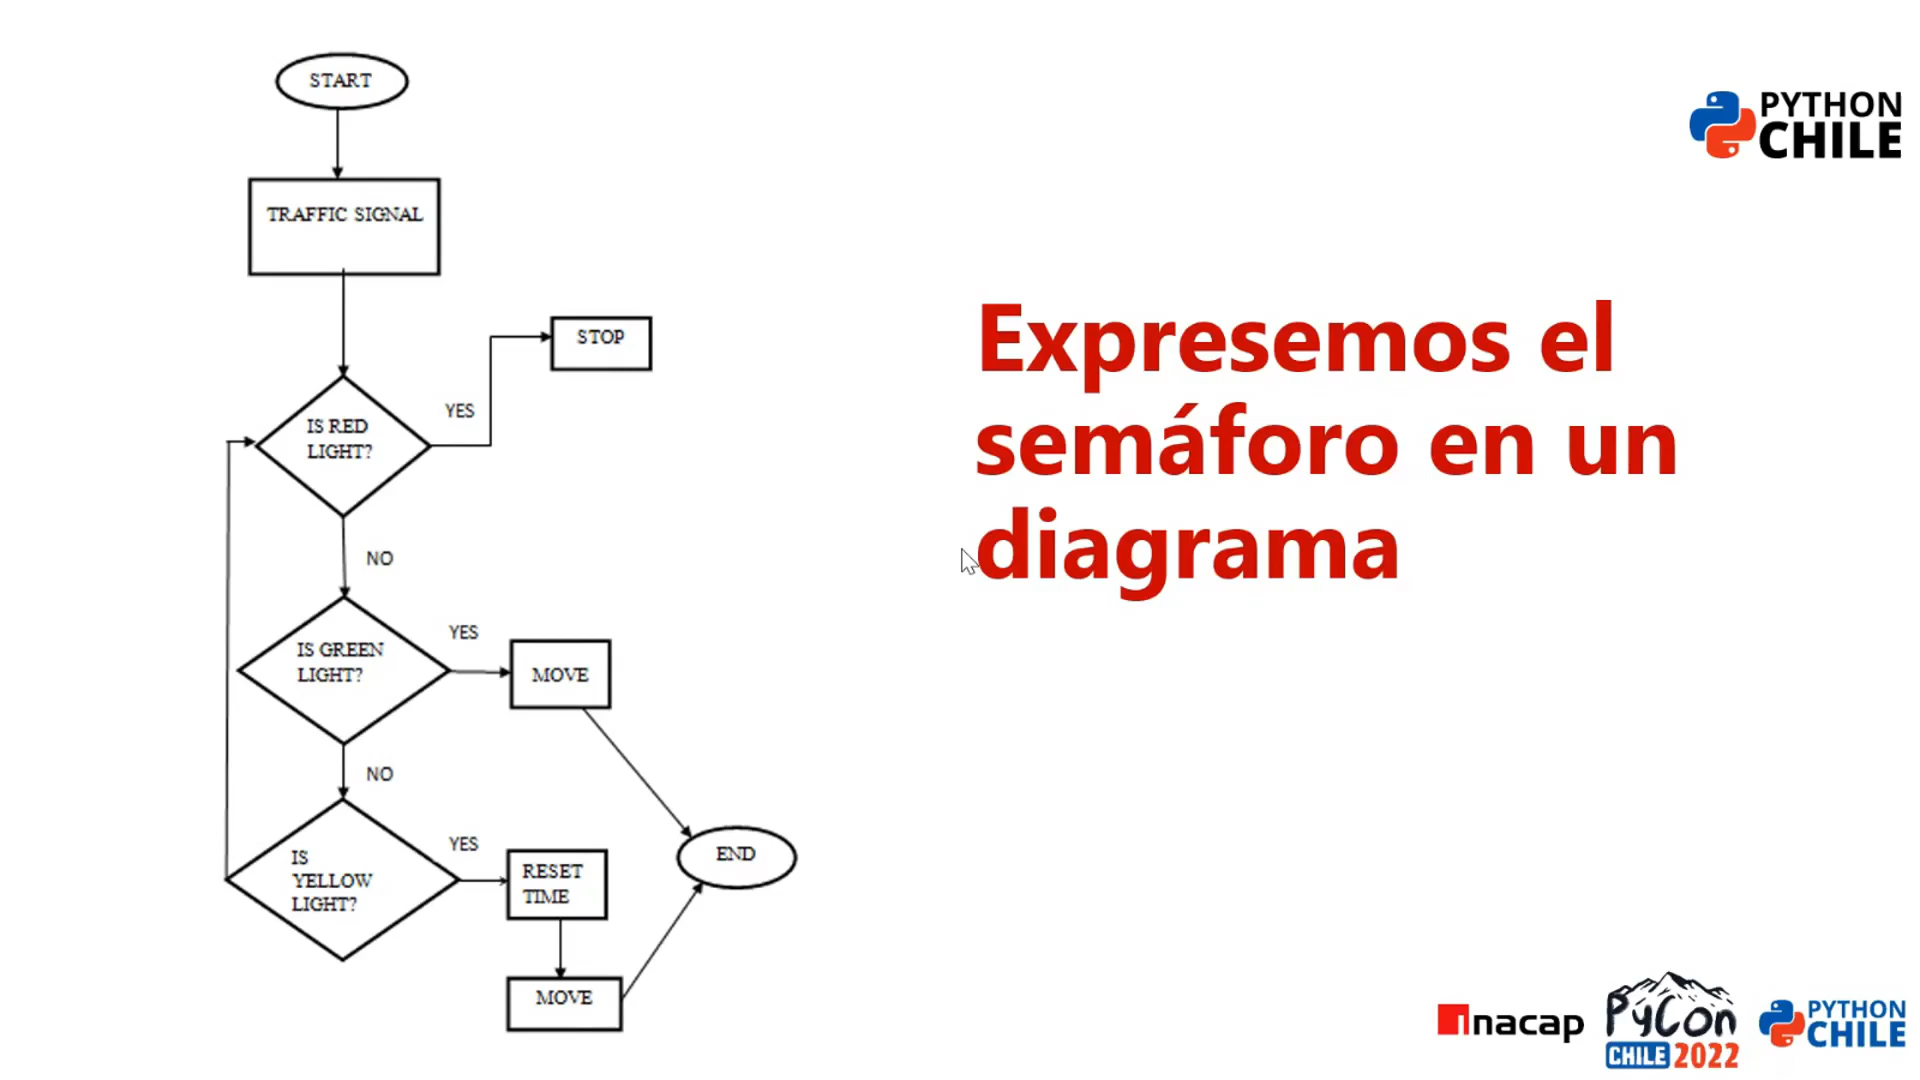 START
TRAFFIC SIGNAL
STOP
YES
IS RED
LIGHT?
NO
YES
IS GREEN
LIGHT?
MOVE
NO
YES
IS
YELLOW
LIGHT?
RESET
TIME
END
MOVE
PYTHON
CHILE
Expresemos el
semáforo en un
diagrama
inacap
PyCon
CHILE 2022
PYTHON
CHILE